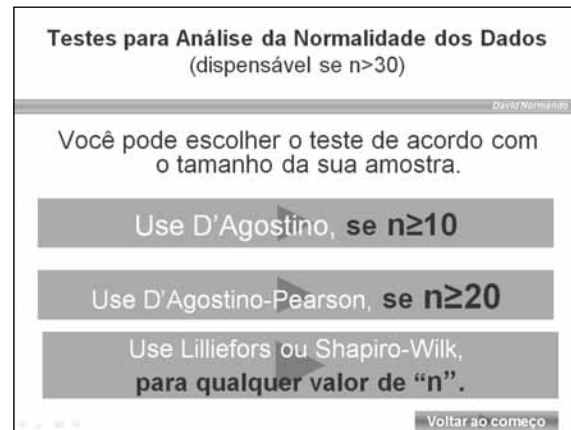 Testes para Análise da Normalidade dos Dados
(dispensável se n>30)
David Normando
Você pode escolher o teste de acordo com
o tamanho da sua amostra.
Use D’Agostino, se n≥10
Use D’Agostino-Pearson, se n≥20
Use Lilliefors ou Shapiro-Wilk,
para qualquer valor de “n”.
Voltar ao começo